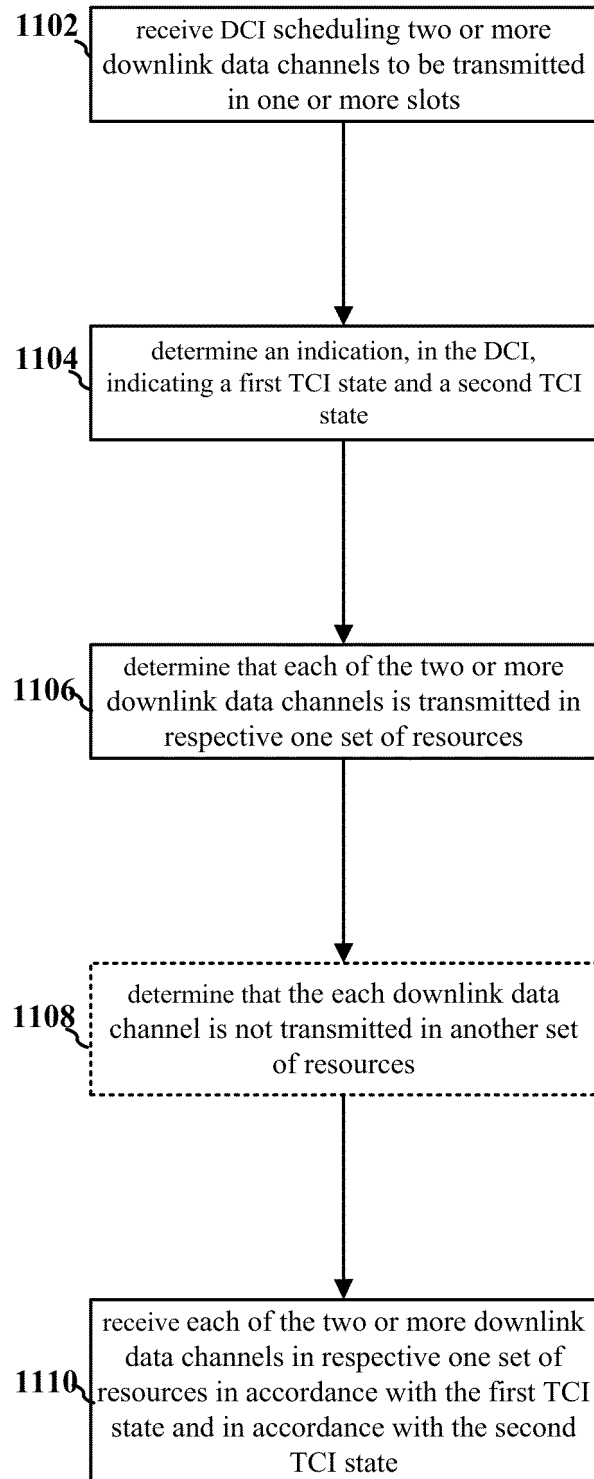 1102
receive DCI scheduling two or more
downlink data channels to be transmitted
in one or more slots
1104
determine an indication, in the DCI,
indicating a first TCI state and a second TCI
state
1106
determine that each of the two or more
downlink data channels is transmitted in
respective one set of resources
1108
determine that the each downlink data
channel is not transmitted in another set
of resources
1110
receive each of the two or more downlink
data channels in respective one set of
resources in accordance with the first TCI
state and in accordance with the second
TCI state